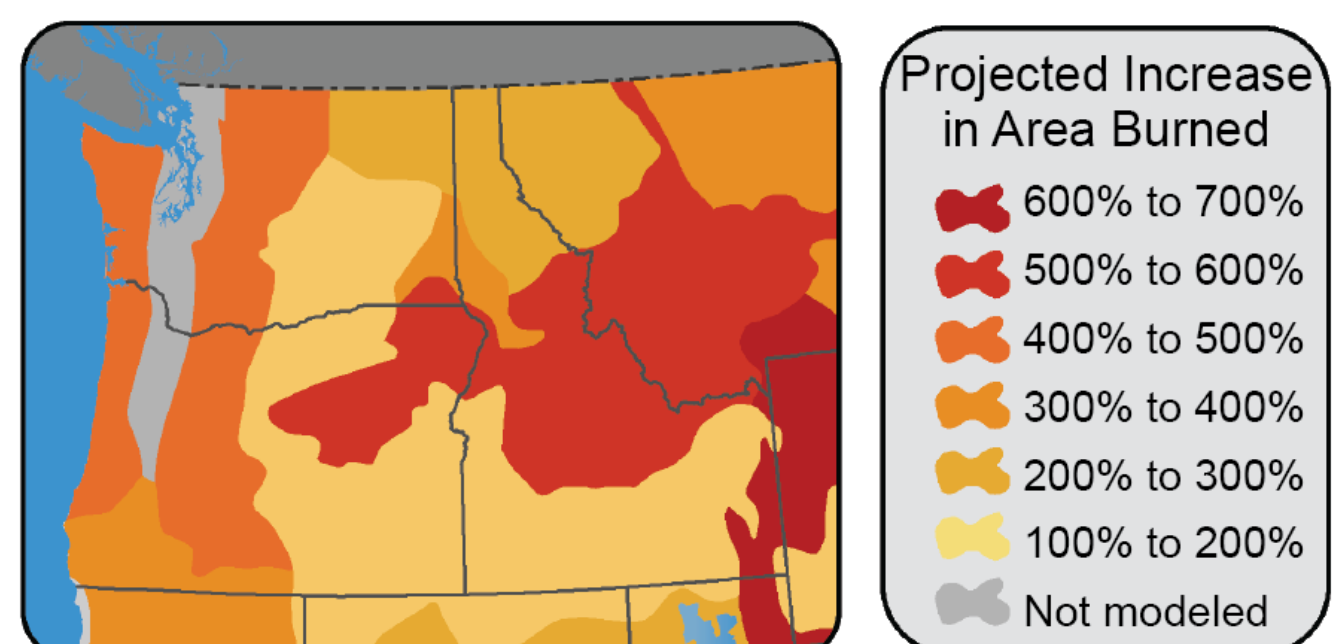 Projected Increase
in Area Burned
600% to 700%
500% to 600%
400% to 500%
300% to 400%
200% to 300%
100% to 200%
Not modeled